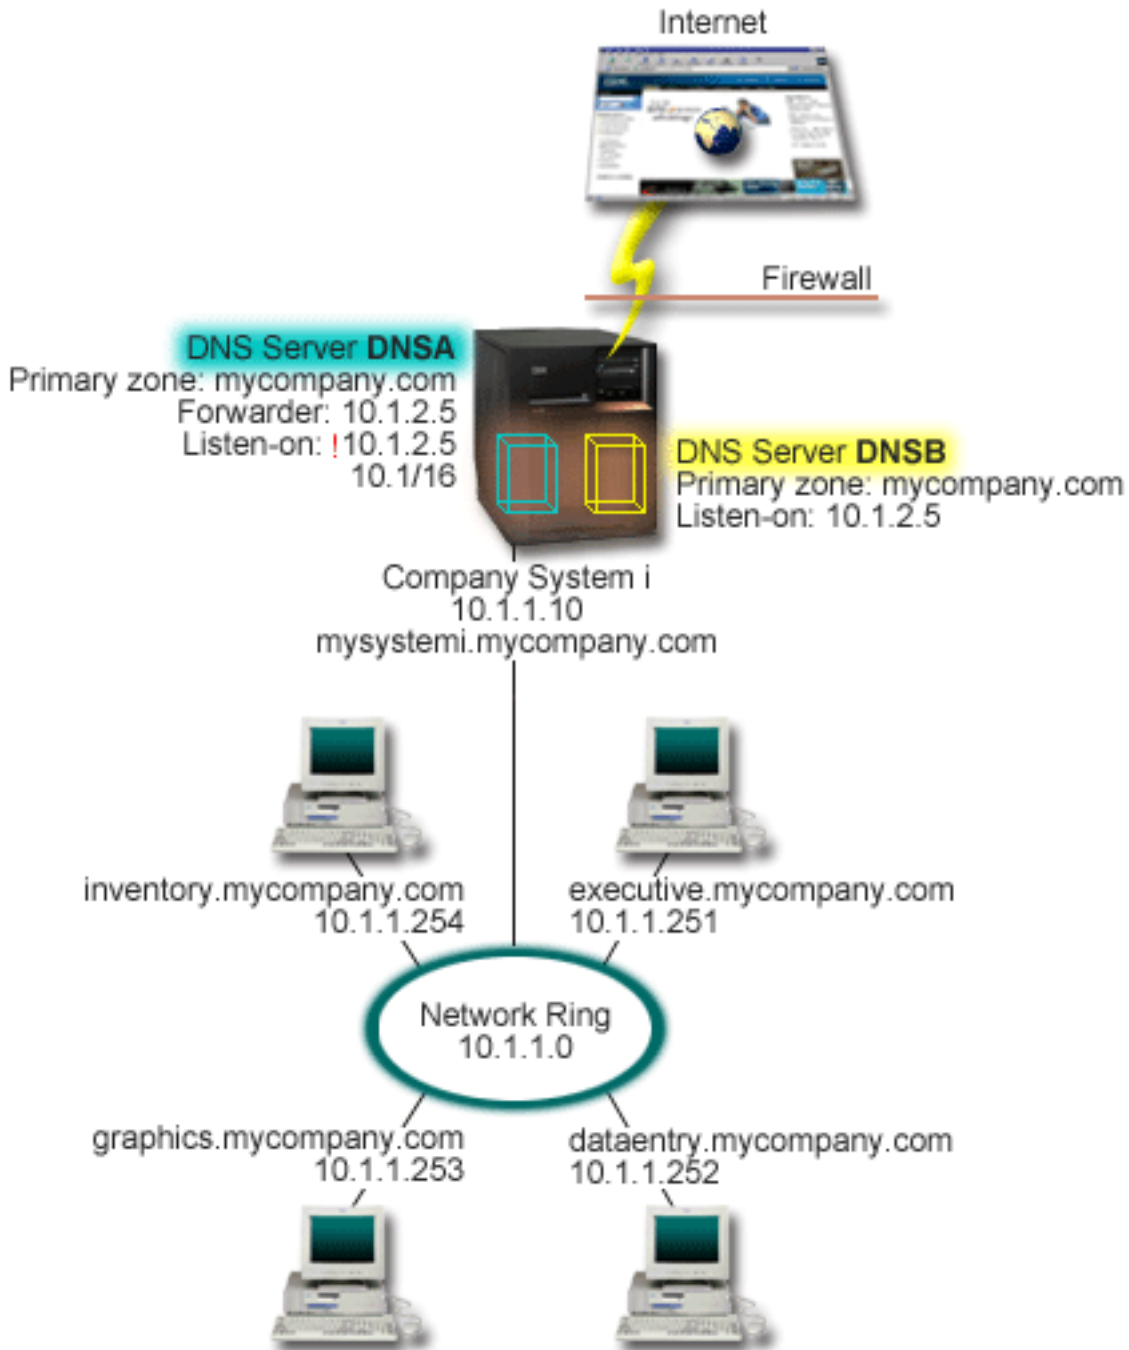 Internet
Firewall
DNS Server DNSA
Primary zone: mycompany.com
Forwarder: 10.1.2.5
Listen-on: !10.1.2.5
10.1/16
DNS Server DNSB
Primary zone: mycompany.com
Listen-on: 10.1.2.5
Company System i
10.1.1.10
mysystemi.mycompany.com
inventory.mycompany.com
10.1.1.254
executive.mycompany.com
10.1.1.251
Network Ring
10.1.1.0
graphics.mycompany.com
10.1.1.253
dataentry.mycompany.com
10.1.1.252